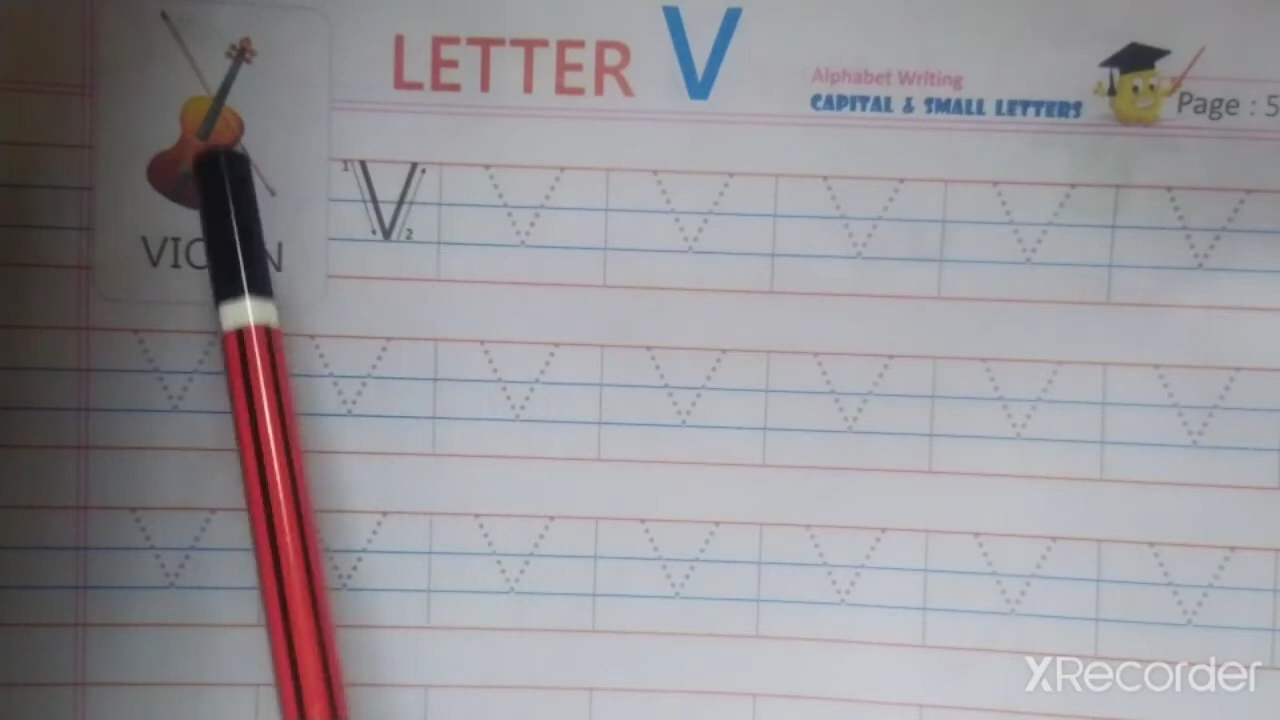 LETTER V
Alphabet Writing
CAPITAL & SMALL LETTERS
Page : 5
1 V 2 V V V V V
V V V V V V V
V V V V V V V
XRecorder